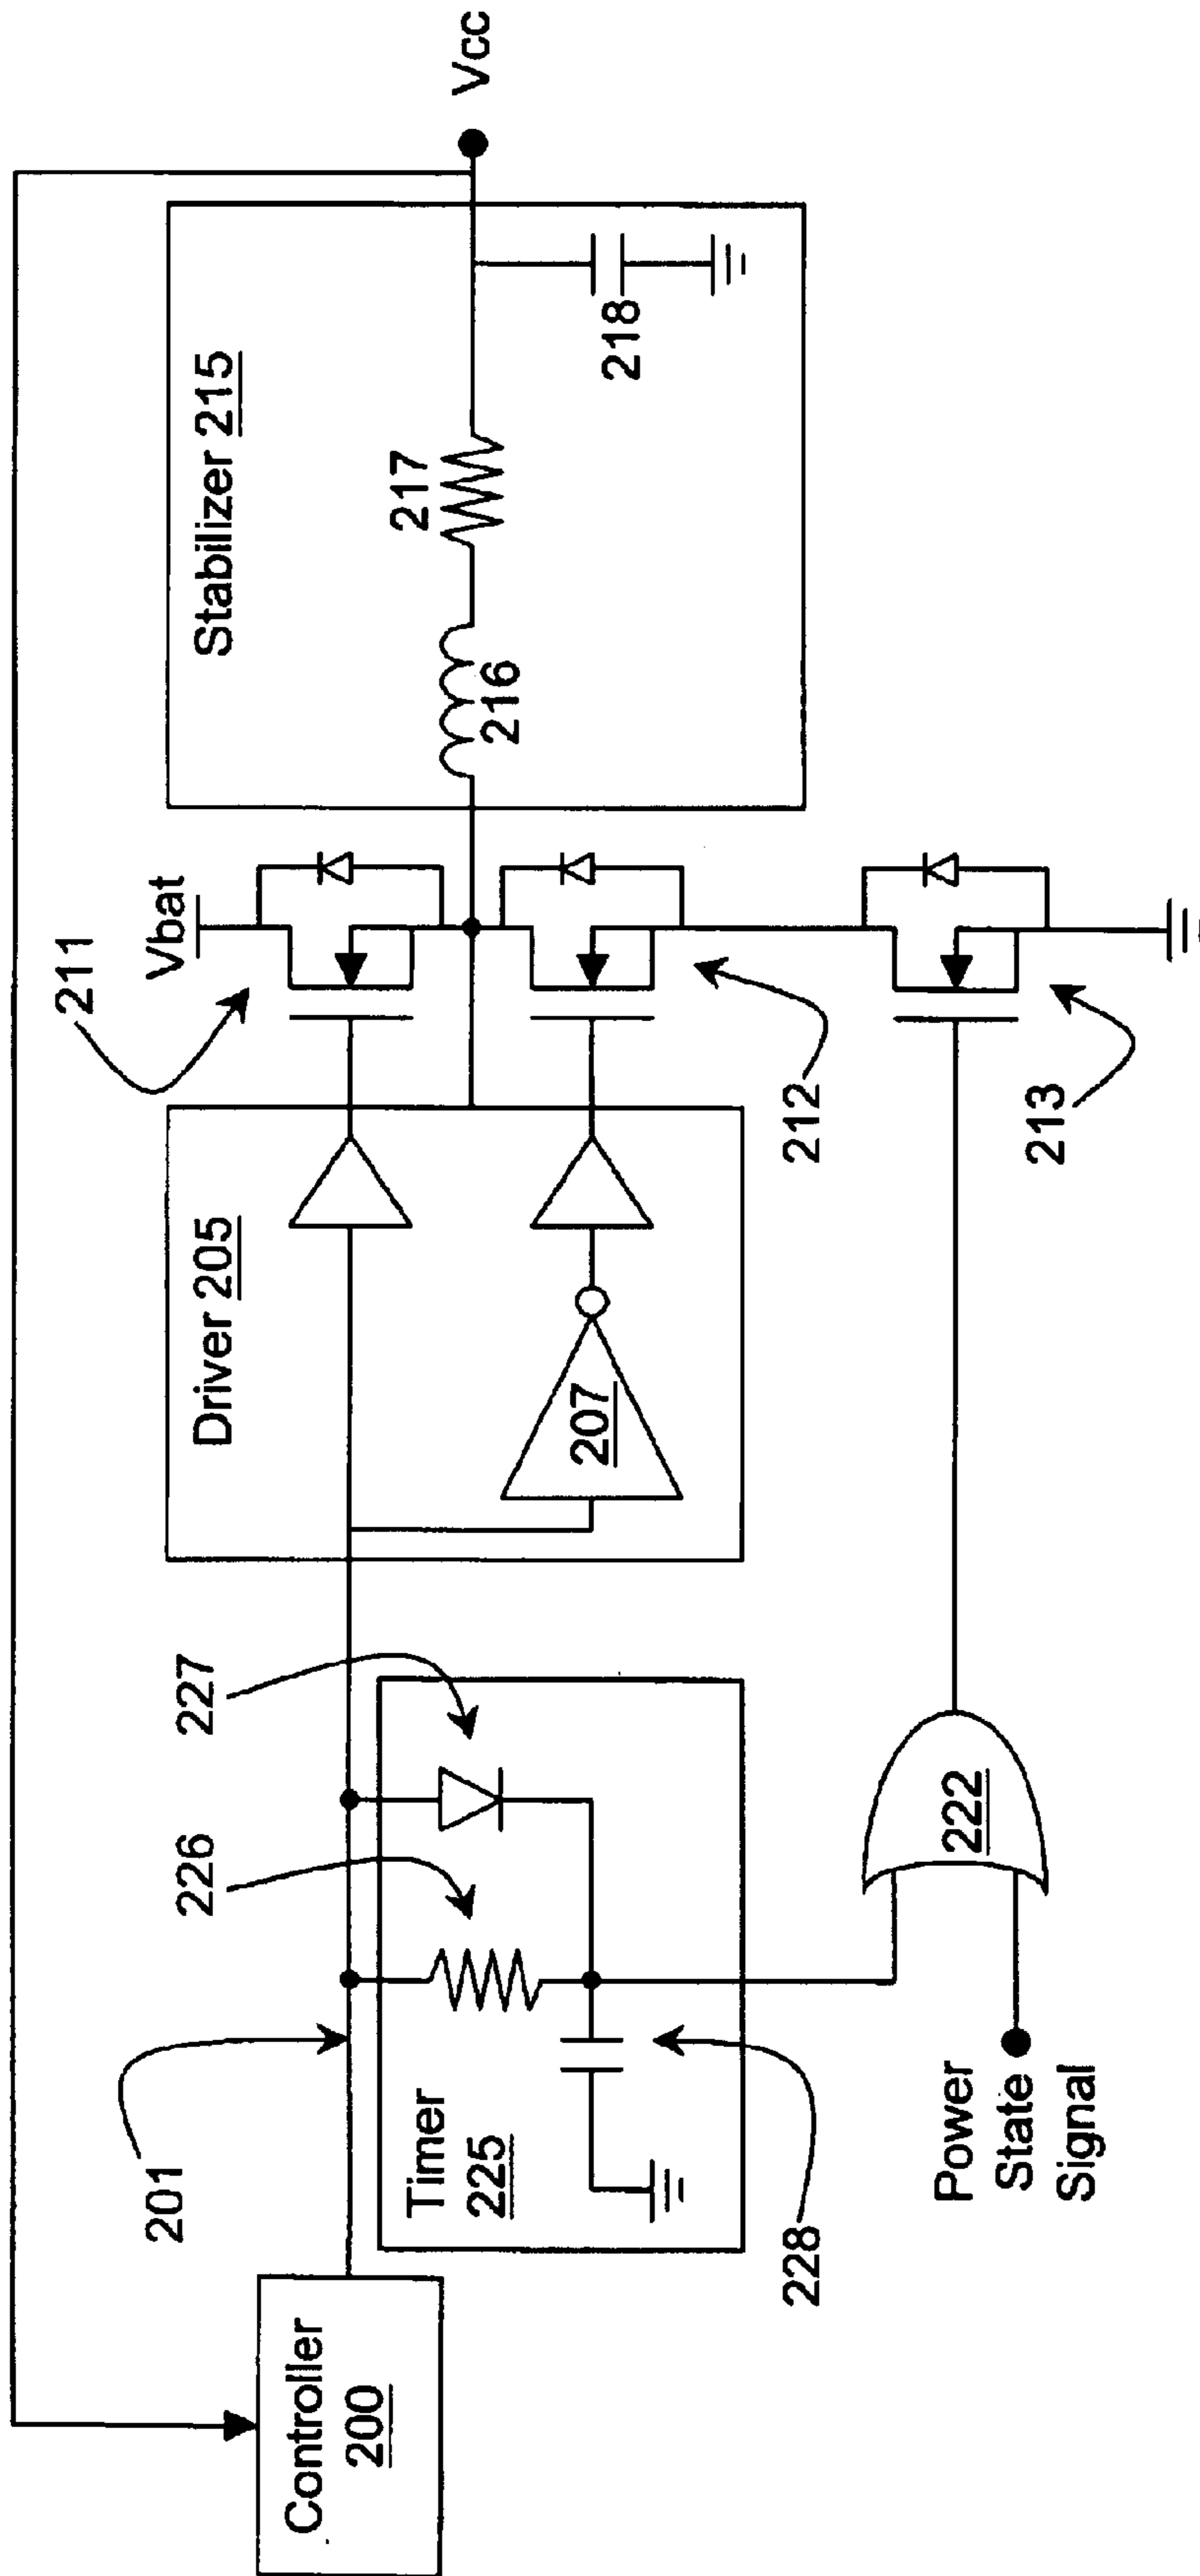 Controller
200
201
Timer
225
226
227
228
Driver 205
207
211
Vbat
212
213
Stabilizer 215
216
217
218
Vcc
222
Power
State
Signal